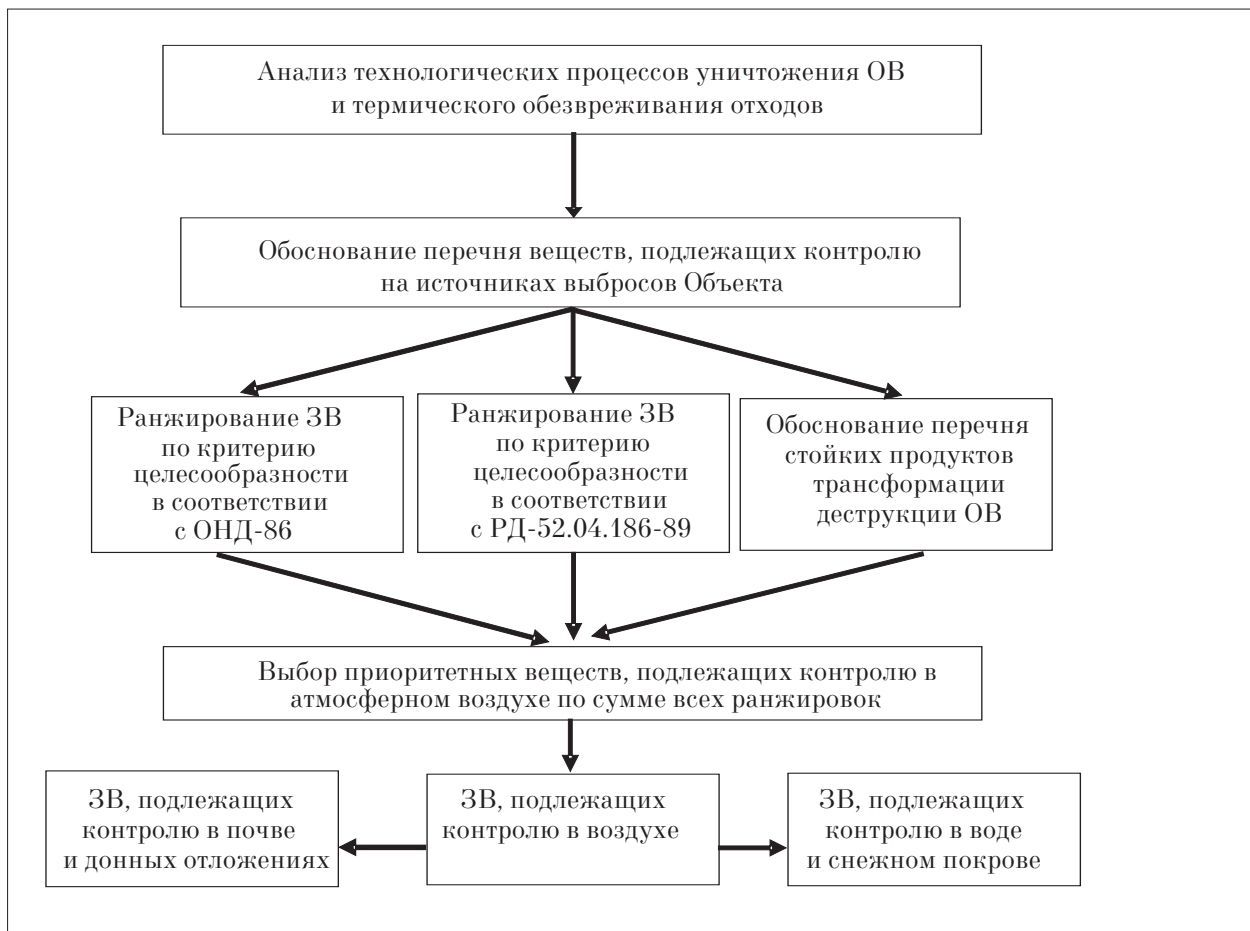 Анализ технологических процессов уничтожения ОВ
и термического обезвреживания отходов
Обоснование перечня веществ, подлежащих контролю
на источниках выбросов Объекта
Ранжирование ЗВ
по критерию
целесообразности
в соответствии
с ОНД-86
Ранжирование ЗВ
по критерию
целесообразности
в соответствии
с РД-52.04.186-89
Обоснование перечня
стойких продуктов
трансформации
деструкции ОВ
Выбор приоритетных веществ, подлежащих контролю в
атмосферном воздухе по сумме всех ранжировок
ЗВ, подлежащих
контролю в почве
и донных отложениях
ЗВ, подлежащих
контролю в воздухе
ЗВ, подлежащих
контролю в воде
и снежном покрове